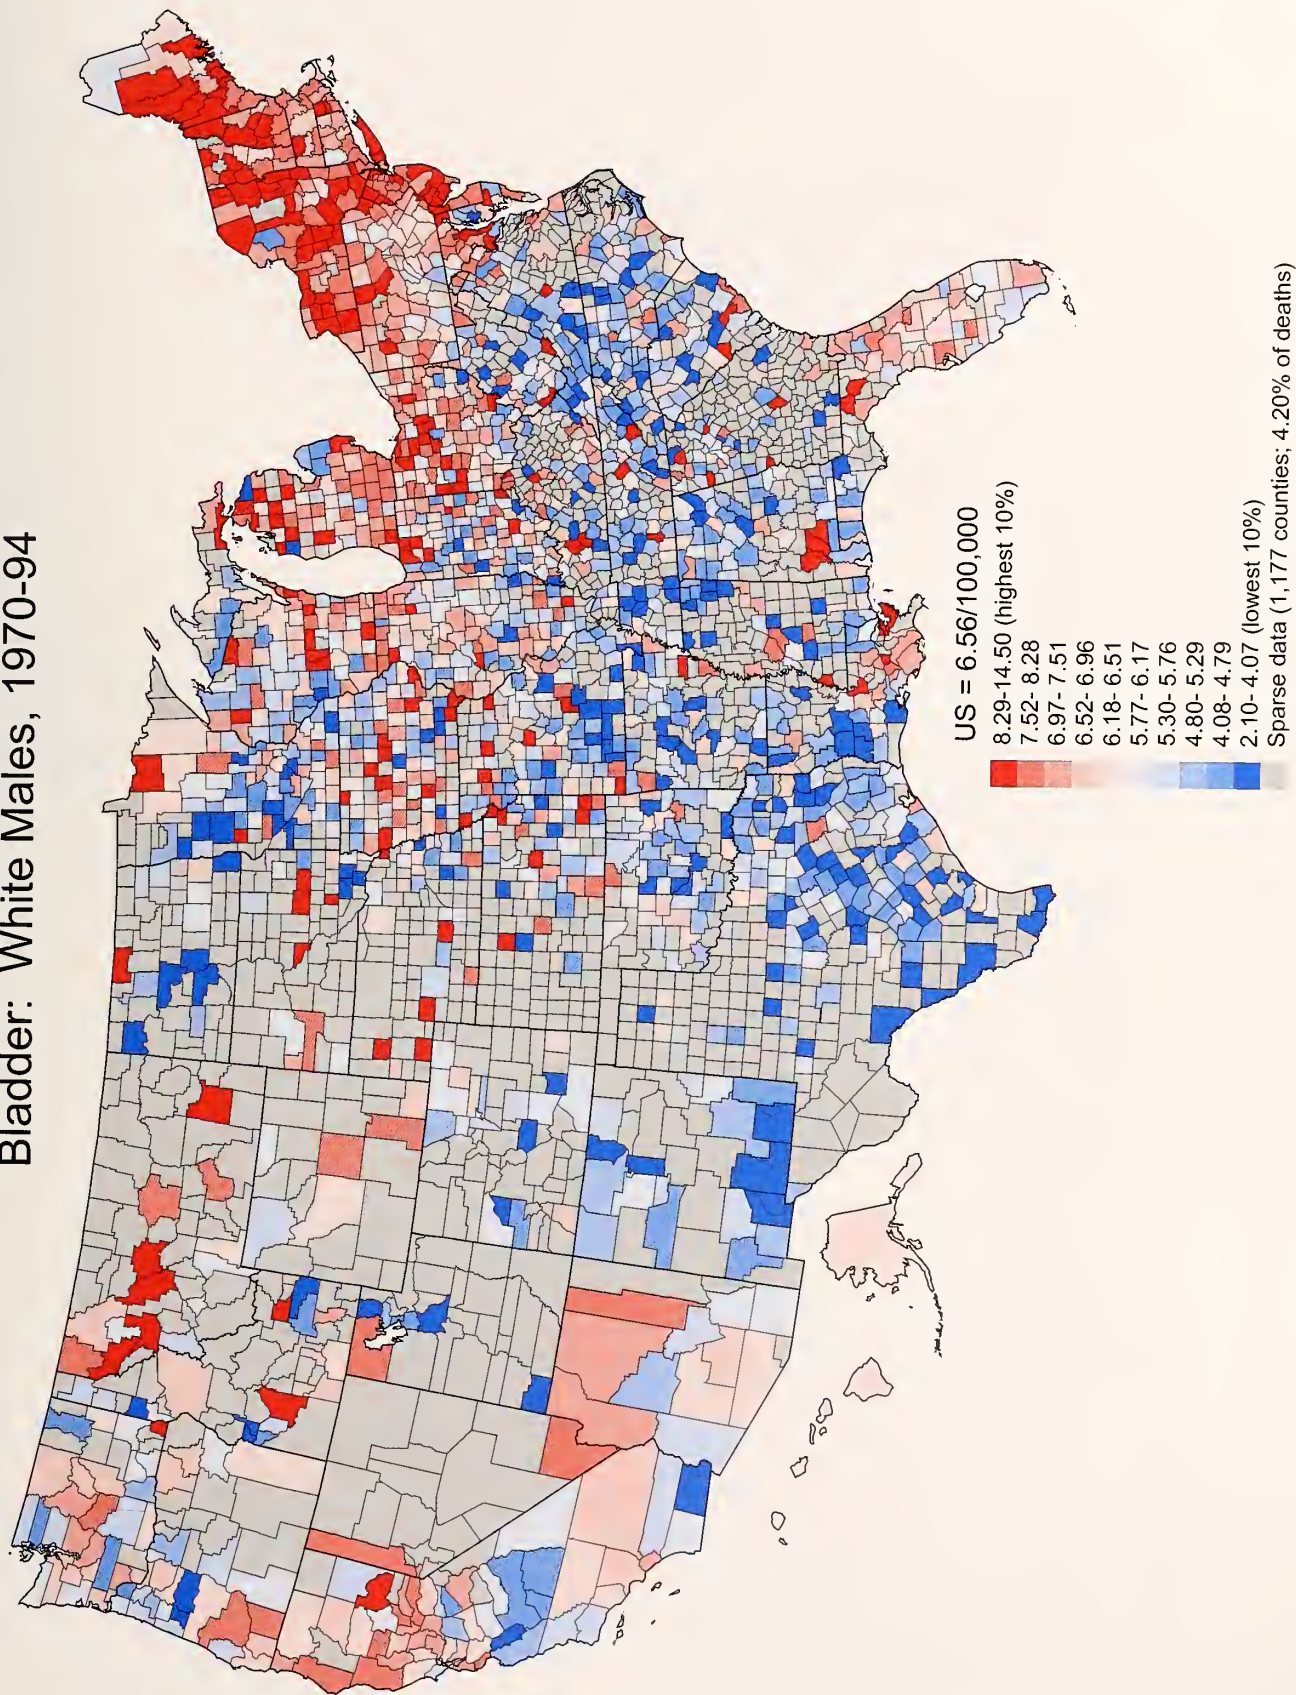 Bladder: White Males, 1970-94
US = 6.56/100,000
8.29-14.50 (highest 10%)
7.52- 8.28
6.97- 7.51
6.52- 6.96
6.18- 6.51
5.77- 6.17
5.30- 5.76
4.80- 5.29
4.08- 4.79
2.10- 4.07 (lowest 10%)
Sparse data (1,177 counties; 4.20% of deaths)